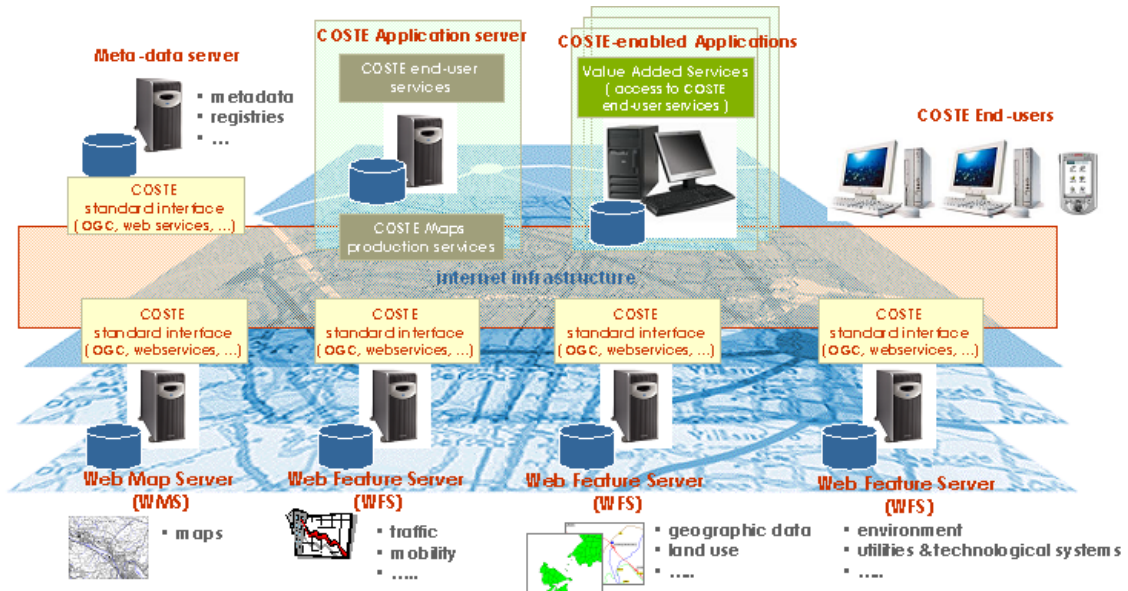 Meta-data server
metadata
registries
...
COSTE
standard interface
(OGC, web services, ...)
COSTE Application server
COSTE end-user
services
COSTE Maps
production services
COSTE-enabled Applications
Value Added Services
( access to COSTE
end-user services )
COSTE End-users
internet infrastructure
COSTE
standard interface
(OGC, webservices, ...)
COSTE
standard interface
(OGC, webservices, ...)
COSTE
standard interface
(OGC, webservices, ...)
COSTE
standard interface
(OGC, webservices, ...)
Web Map Server
(WMS)
maps
Web Feature Server
(WFS)
traffic
mobility
.....
Web Feature Server
(WFS)
geographic data
land use
.....
Web Feature Server
(WFS)
environment
utilities & technological systems
.....